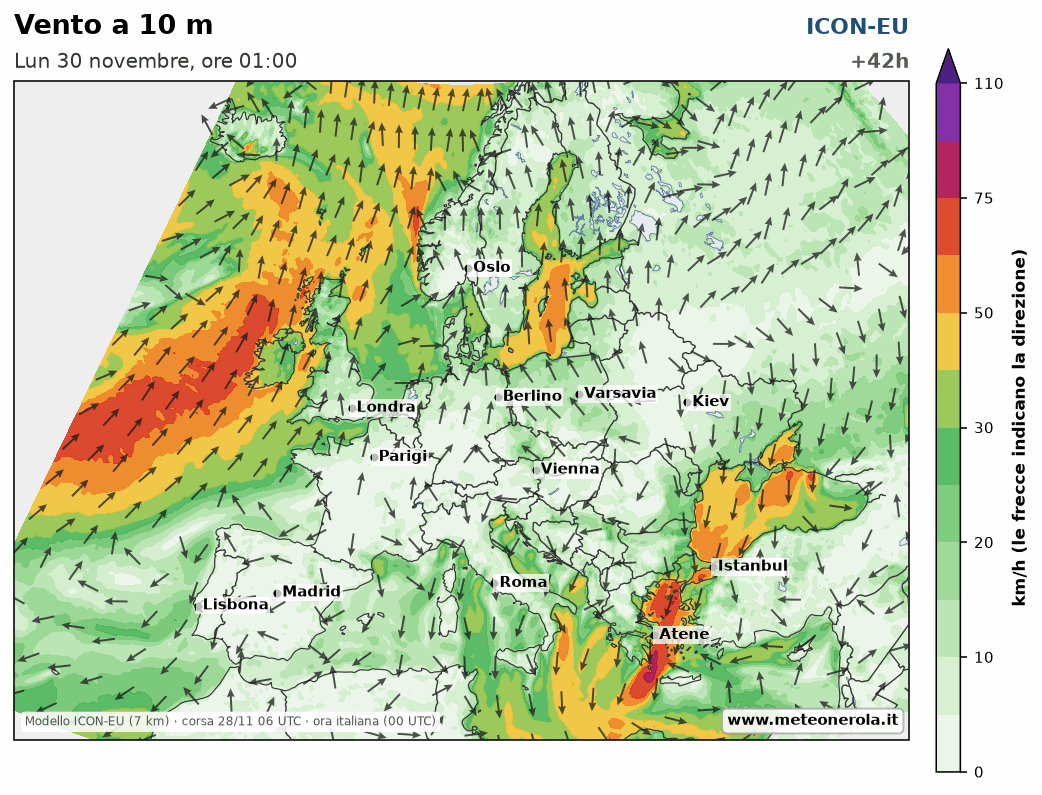 Vento a 10 m
ICON-EU
Lun 30 novembre, ore 01:00
+42h
110
75
50
30
20
10
0
km/h (le frecce indicano la direzione)
Oslo
Londra
Berlino
Varsavia
Kiev
Parigi
Vienna
Istanbul
Roma
Madrid
Lisbona
Atene
Modello ICON-EU (7 km) · corsa 28/11 06 UTC · ora italiana (00 UTC)
www.meteonerola.it